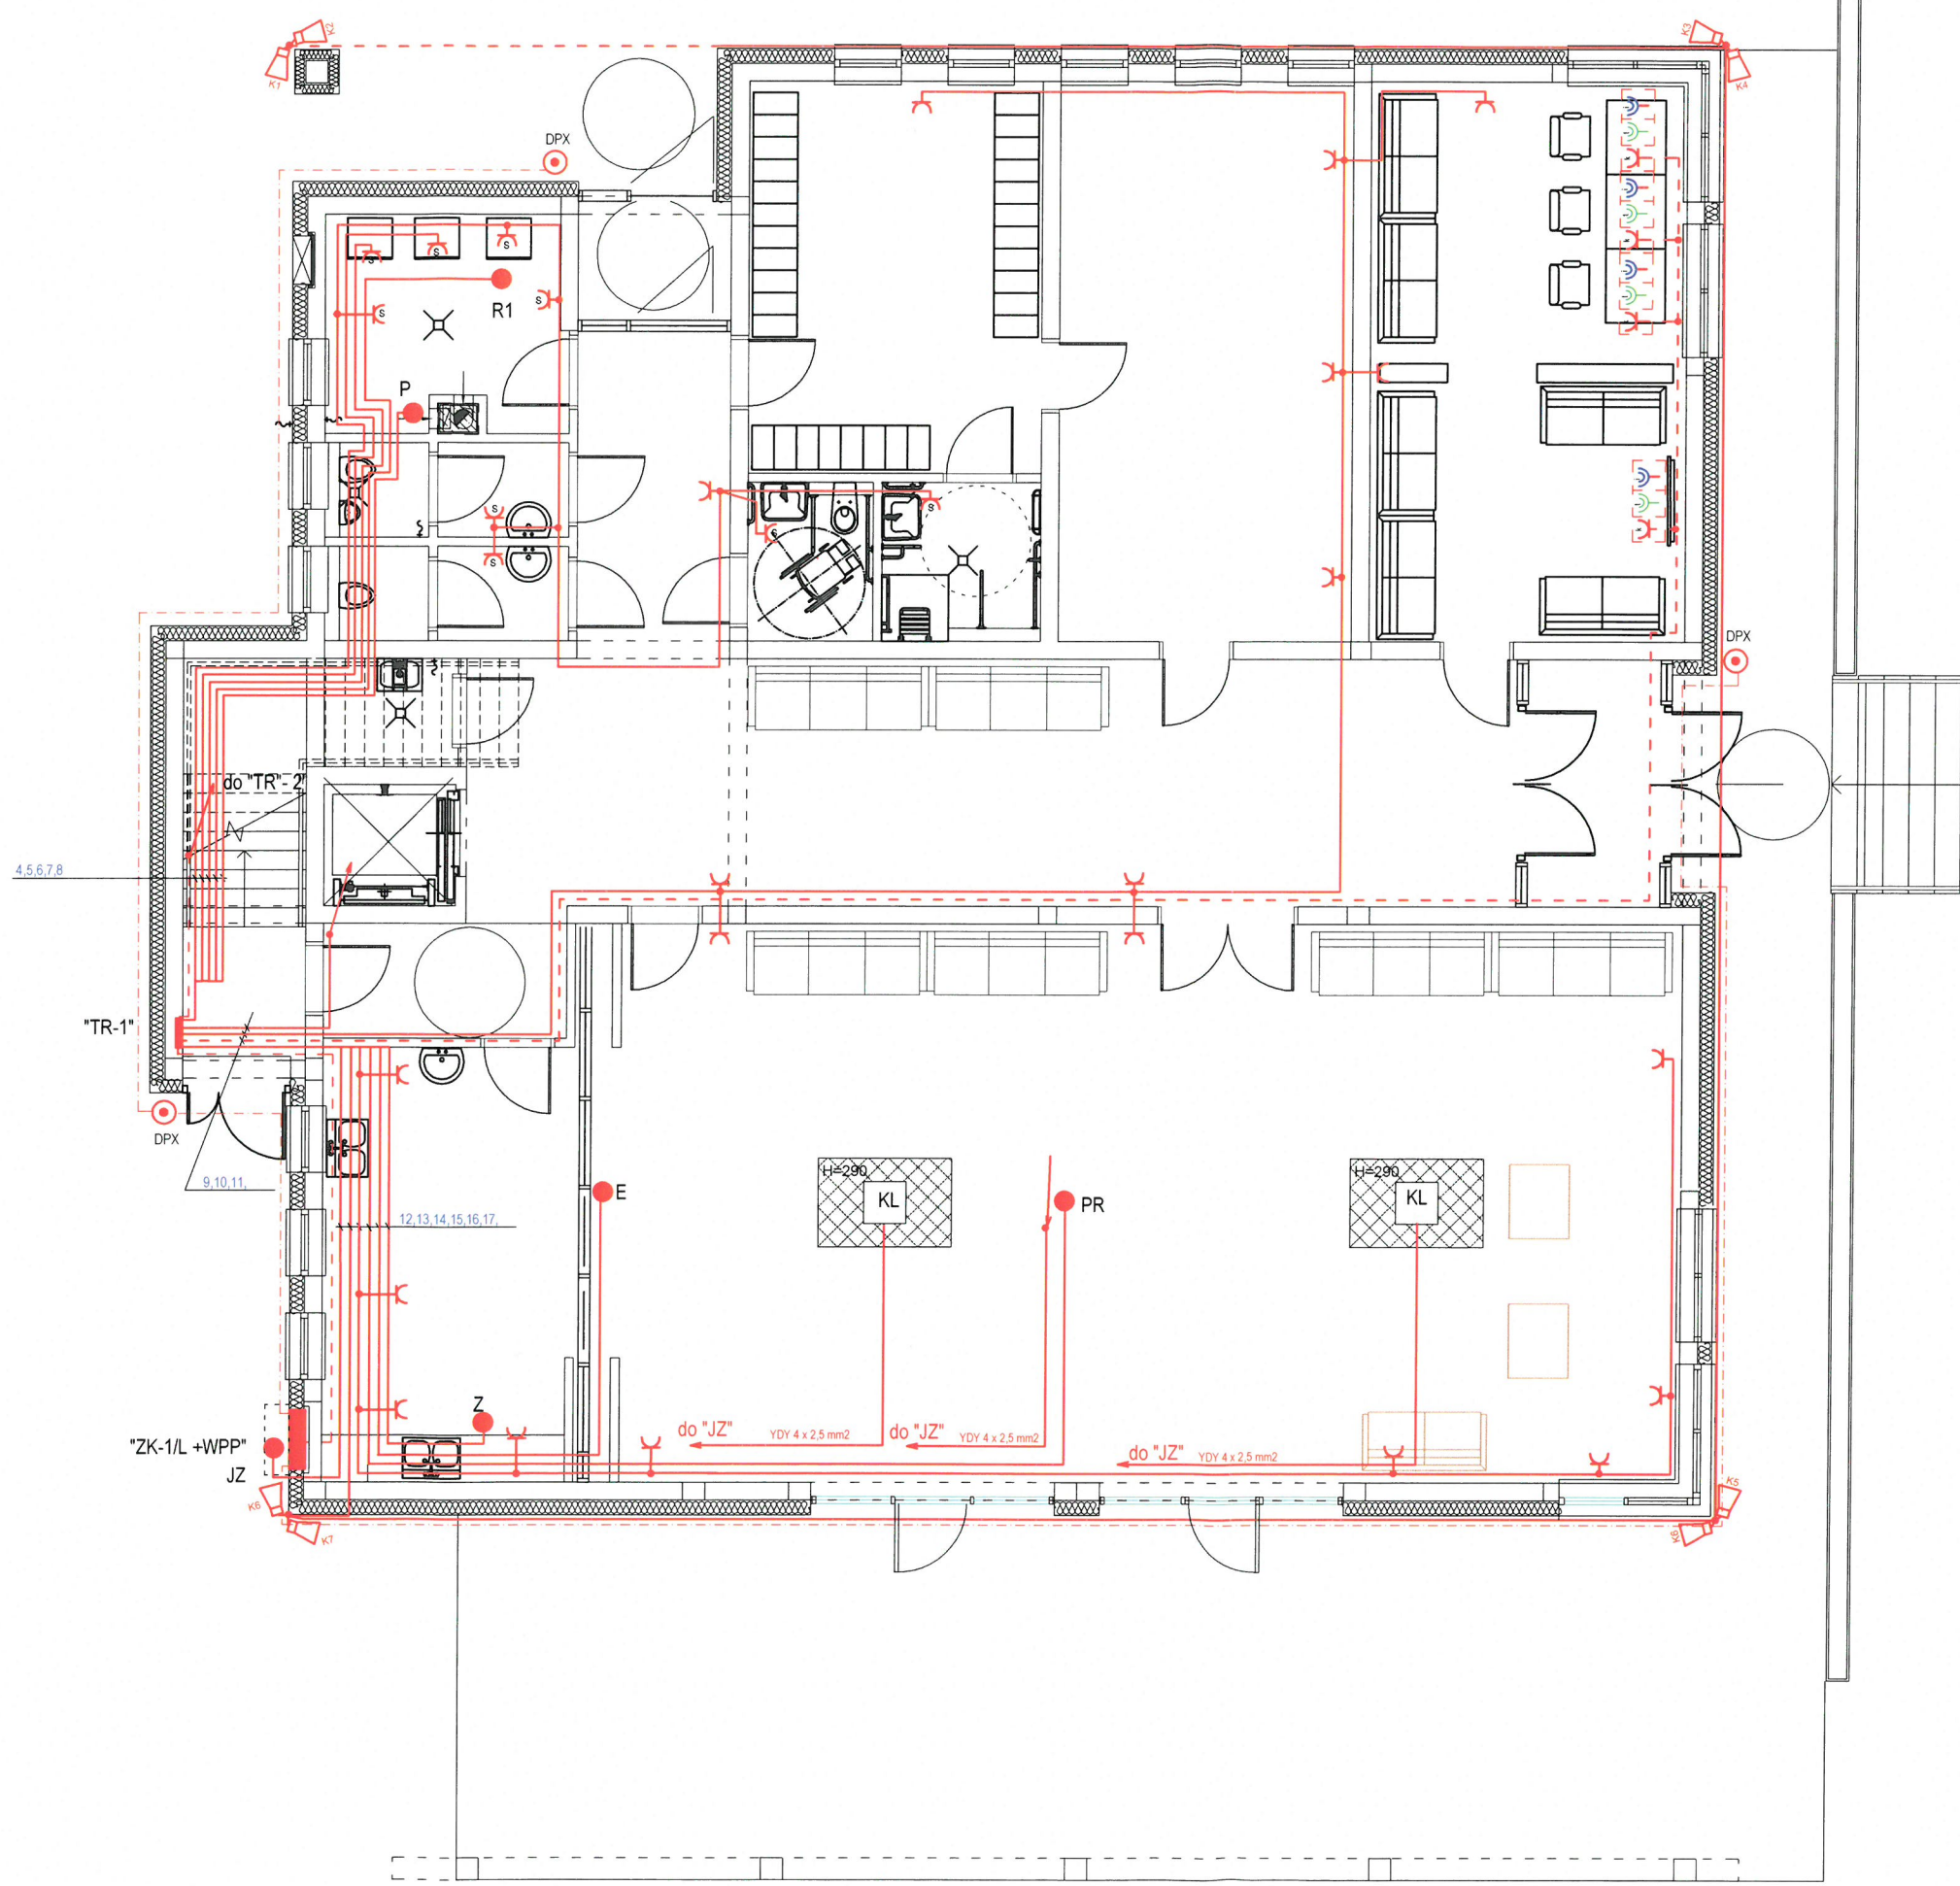 K2
K3
K1
K4
DPX
S
S
S
S
S
R1
P
S
S
S
S
DPX
do "TR"- 2
4,5,6,7,8
"TR-1"
DPX
9,10,11,
H=290
H=290
KL
KL
E
PR
12,13,14,15,16,17,
Z
do "JZ"
YDY 4 x 2,5 mm2
do "JZ"
YDY 4 x 2,5 mm2
do "JZ"
YDY 4 x 2,5 mm2
"ZK-1/L +WPP"
JZ
K6
K7
K5
K6